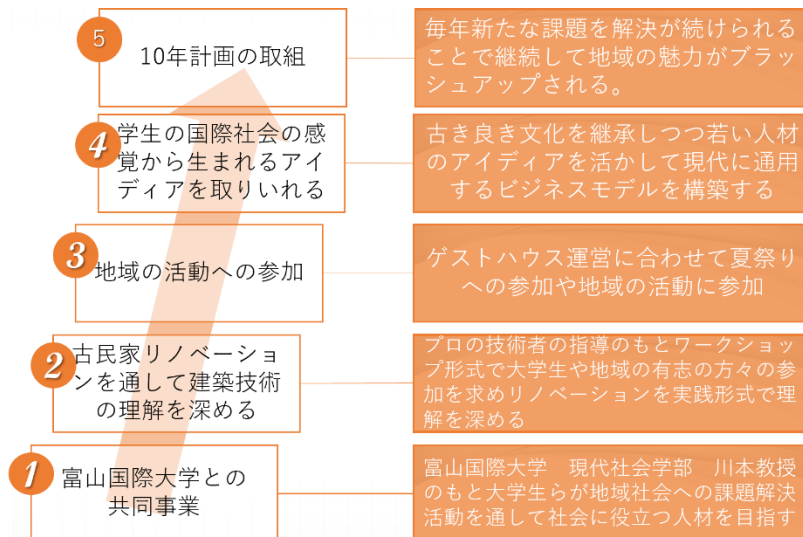 5
10年計画の取組
毎年新たな課題を解決が続けられる
ことで継続して地域の魅力がブラッ
シュアップされる。
4
学生の国際社会の感
覚から生まれるアイ
ディアを取りいれる
古き良き文化を継承しつつ若い人材
のアイディアを活かして現代に通用
するビジネスモデルを構築する
3
地域の活動への参加
ゲストハウス運営に合わせて夏祭り
への参加や地域の活動に参加
2
古民家リノベーショ
ンを通して建築技術
の理解を深める
プロの技術者の指導のもとワークショッ
プ形式で大学生や地域の有志の方々の参
加を求めリノベーションを実践形式で理
解を深める
1
富山国際大学との
共同事業
富山国際大学　現代社会学部　川本教授
のもと大学生らが地域社会への課題解決
活動を通して社会に役立つ人材を目指す